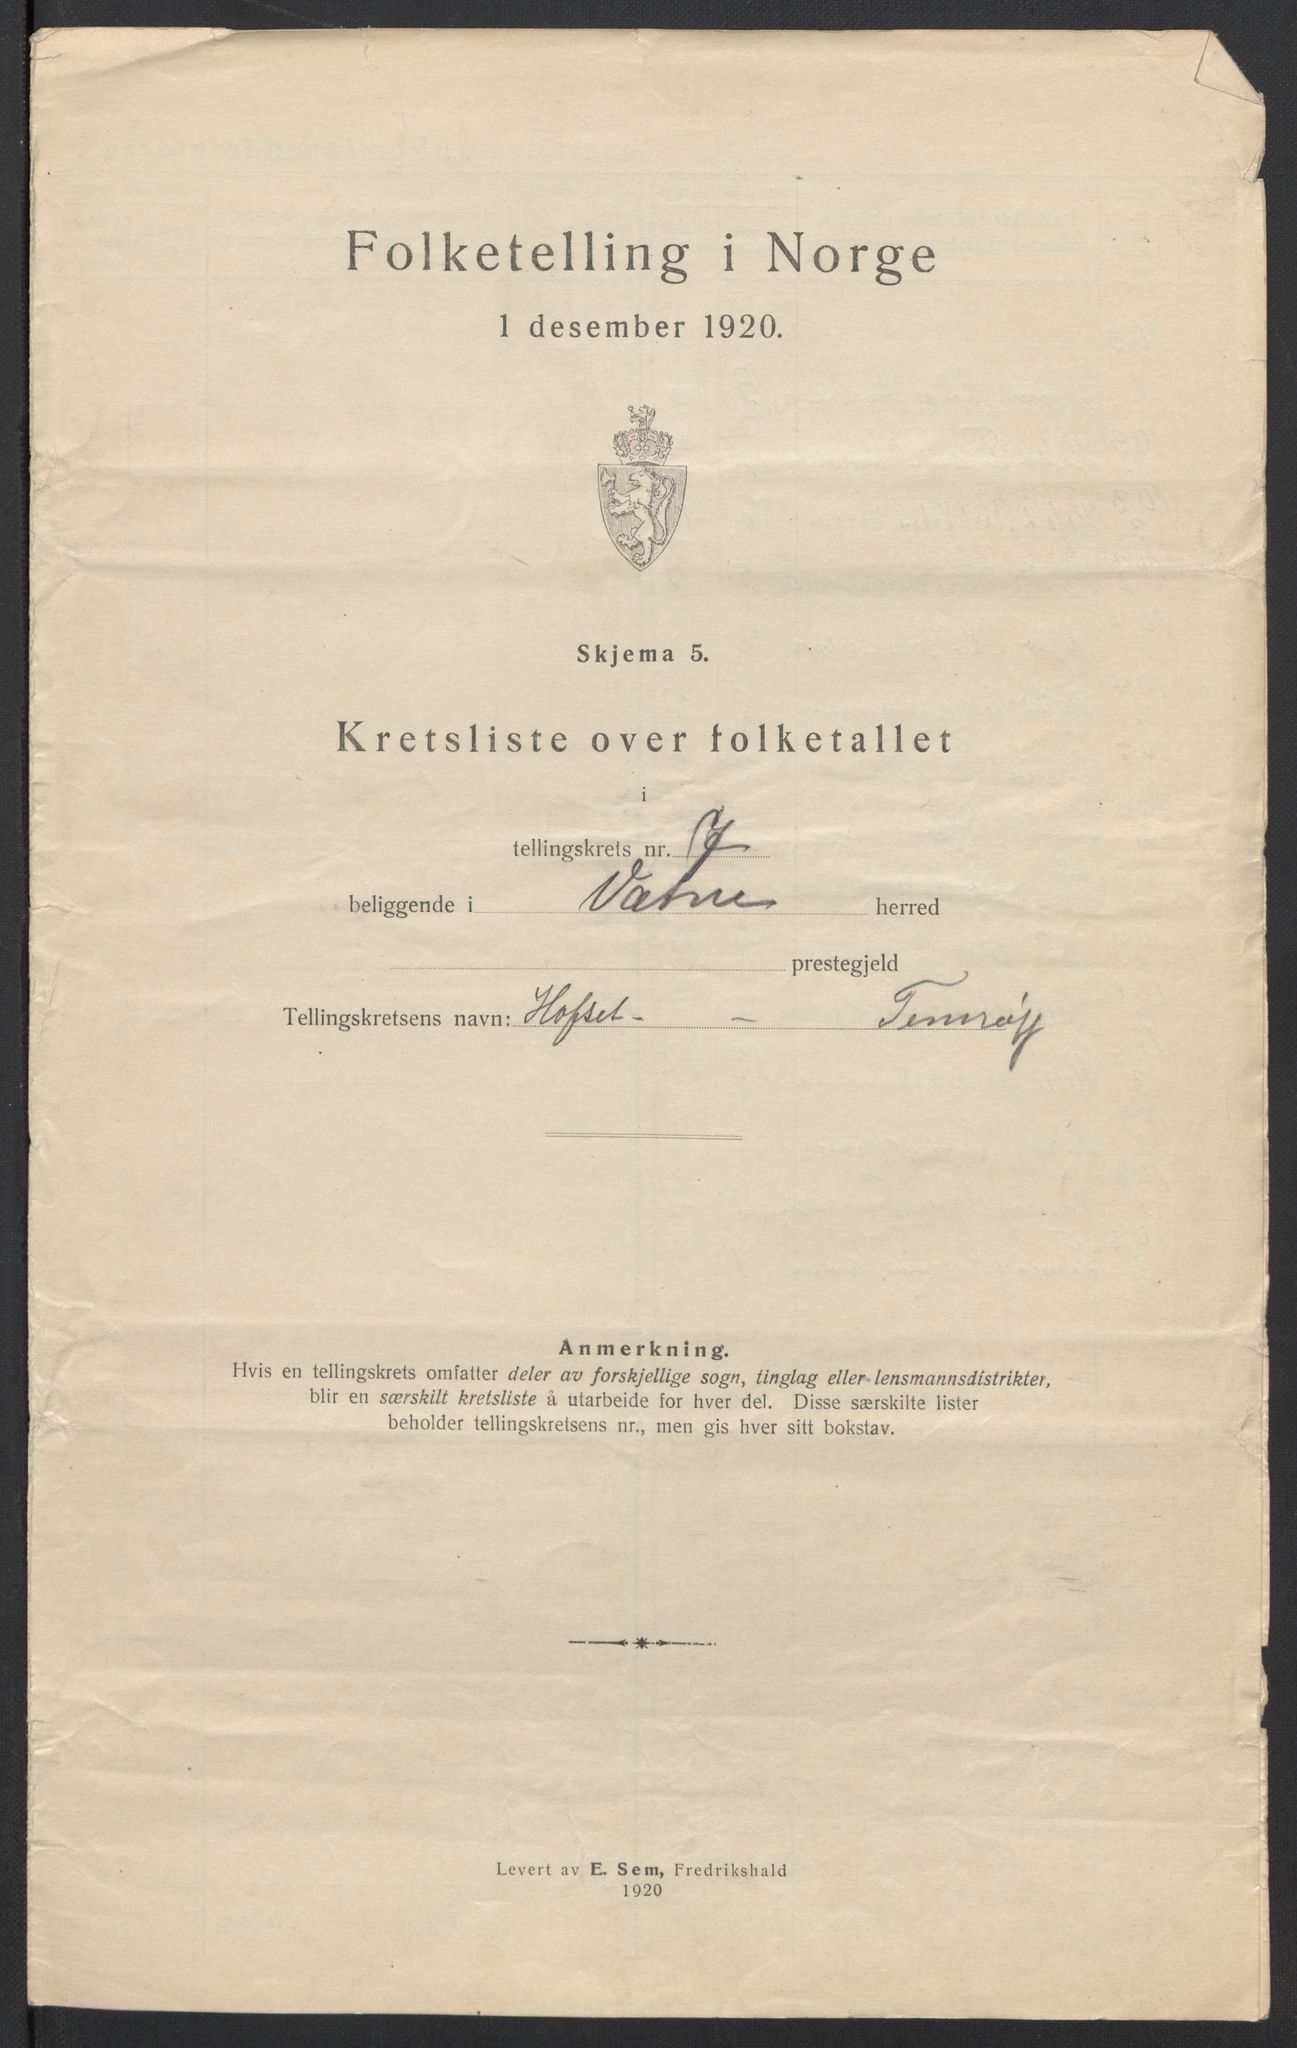 Folketelling i Norge
1 desember 1920.
Skjema 5.
Kretsliste over folketallet
i
tellingskrets nr. 7
beliggende i Vatne herred
prestegjeld
Tellingskretsens navn: Hofset - - Tennøy
Anmerkning.
Hvis en tellingskrets omfatter deler av forskjellige sogn, tinglag eller lensmannsdistrikter,
blir en særskilt kretsliste å utarbeide for hver del. Disse særskilte lister
beholder tellingskretsens nr., men gis hver sitt bokstav.
Levert av E. Sem, Fredrikshald
1920